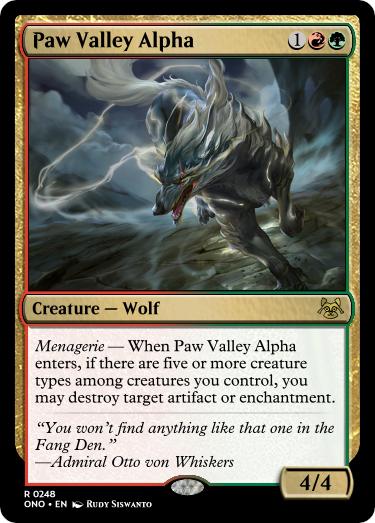 Paw Valley Alpha 1
Creature — Wolf
Menagerie — When Paw Valley Alpha
enters, if there are five or more creature
types among creatures you control, you
may destroy target artifact or enchantment.
“You won’t find anything like that one in the
Fang Den.”
—Admiral Otto von Whiskers
4/4
R 0248
ONO • EN Rudy Siswanto